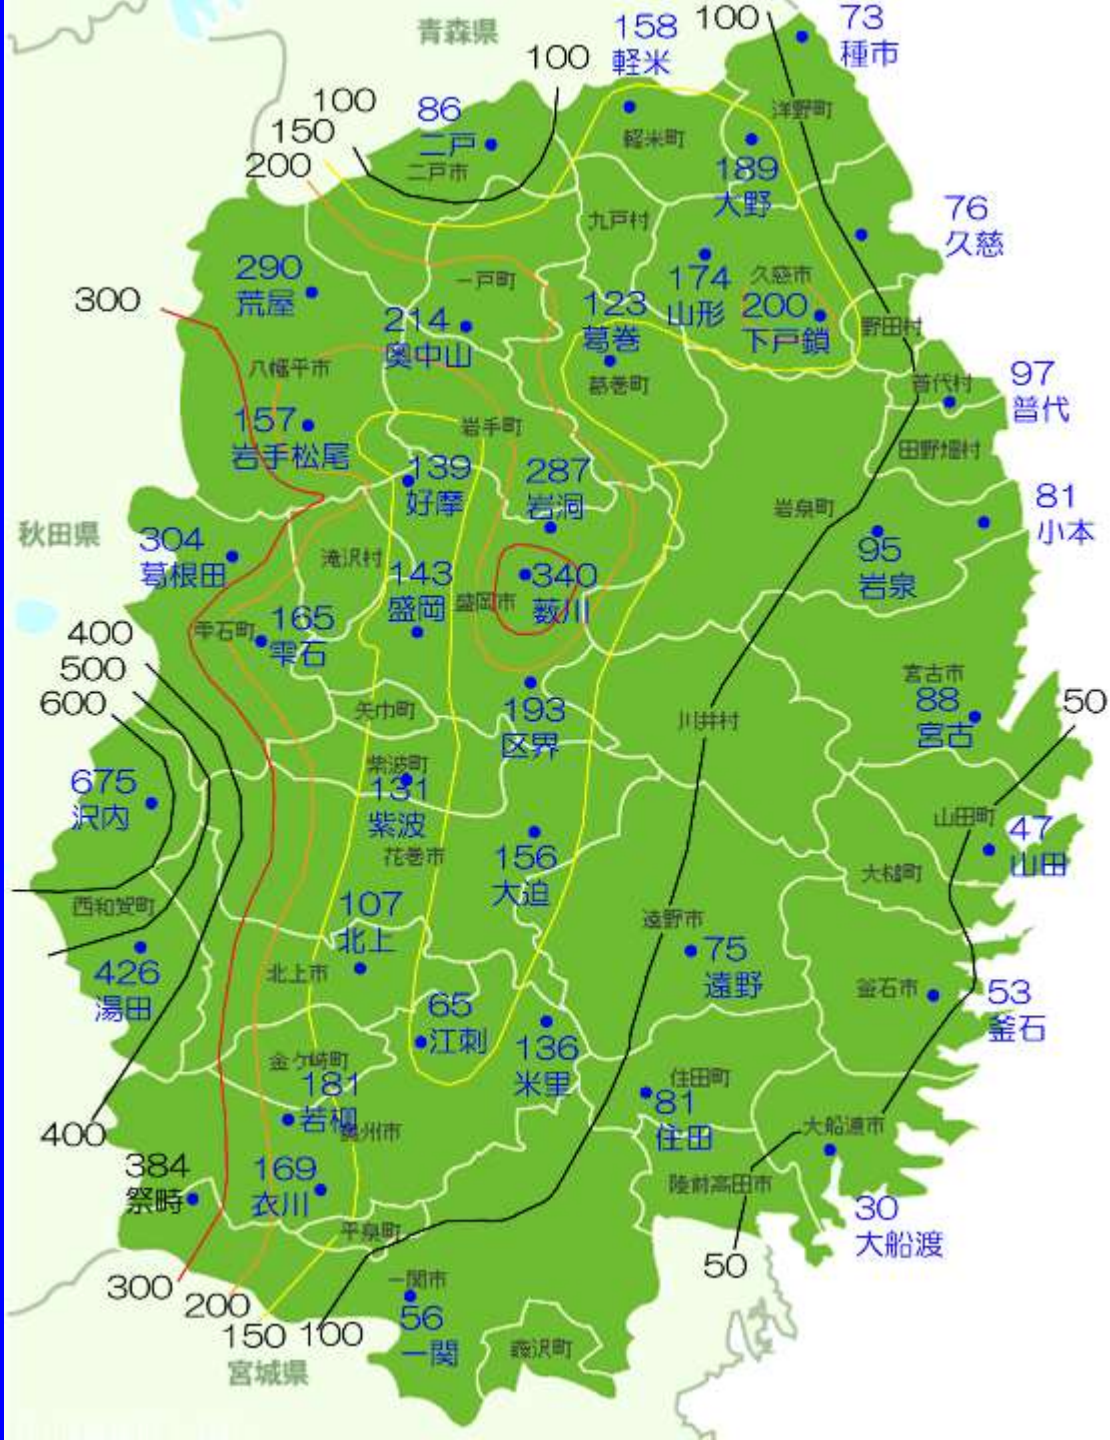 青森県
158
軽米
100
73
種市
100
100
86
二戸
150
200
二戸市
軽米町
洋野町
189
大野
九戸村
76
久慈
290
荒屋
一戸町
174
山形
久慈市
200
下戸鎖
300
214
奥中山
123
葛巻
野田村
八幡平市
葛巻町
普代村
97
普代
157
岩手松尾
岩手町
田野畑村
139
好摩
287
岩洞
岩泉町
81
小本
秋田県
304
葛根田
滝沢村
143
盛岡
盛岡市
340
薮川
95
岩泉
雫石町
165
雫石
400
500
600
宮古市
88
宮古
50
矢巾町
193
区界
川井村
675
沢内
紫波町
131
紫波
花巻市
156
大迫
山田町
47
山田
大槌町
西和賀町
107
北上
遠野市
75
遠野
426
湯田
北上市
65
江刺
釜石市
53
釜石
136
米里
金ケ崎町
181
若柳
奥州市
住田町
81
住田
大船渡市
400
384
祭畤
169
衣川
陸前高田市
30
大船渡
平泉町
50
300
200
150
100
一関市
56
一関
藤沢町
宮城県